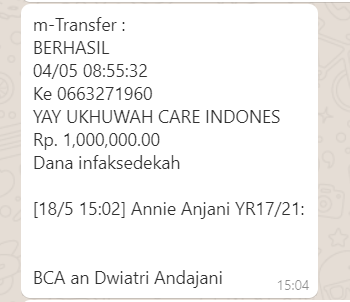 m-Transfer :
BERHASIL
04/05 08:55:32
Ke 0663271960
YAY UKHUWAH CARE INDONES
Rp. 1,000,000.00
Dana infaksedekah
[18/5 15:02] Annie Anjani YR17/21:
BCA an Dwiatri Andajani
15:04